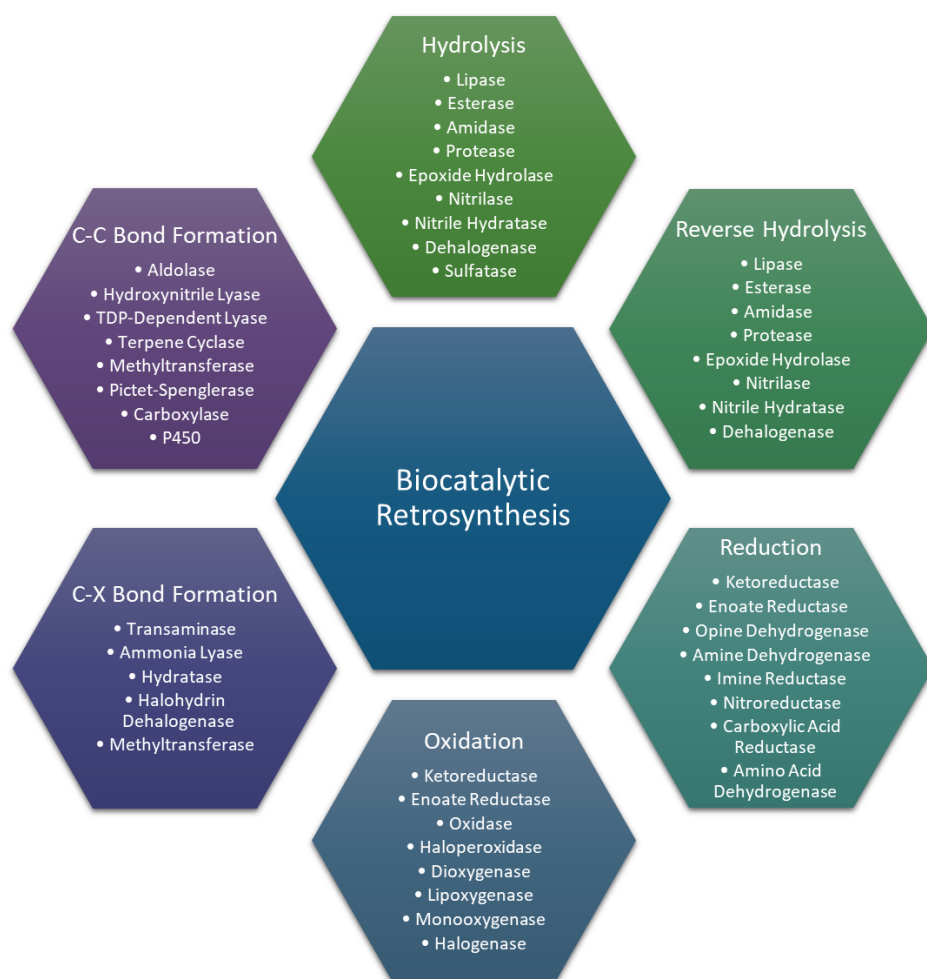 Hydrolysis
• Lipase
• Esterase
• Amidase
• Protease
• Epoxide Hydrolase
• Nitrilase
• Nitrile Hydratase
• Dehalogenase
• Sulfatase
Reverse Hydrolysis
• Lipase
• Esterase
• Amidase
• Protease
• Epoxide Hydrolase
• Nitrilase
• Nitrile Hydratase
• Dehalogenase
Reduction
• Ketoreductase
• Enoate Reductase
• Opine Dehydrogenase
• Amine Dehydrogenase
• Imine Reductase
• Nitroreductase
• Carboxylic Acid
Reductase
• Amino Acid
Dehydrogenase
Oxidation
• Ketoreductase
• Enoate Reductase
• Oxidase
• Haloperoxidase
• Dioxygenase
• Lipoxygenase
• Monooxygenase
• Halogenase
C-X Bond Formation
• Transaminase
• Ammonia Lyase
• Hydratase
• Halohydrin
Dehalogenase
• Methyltransferase
C-C Bond Formation
• Aldolase
• Hydroxynitrile Lyase
• TDP-Dependent Lyase
• Terpene Cyclase
• Methyltransferase
• Pictet-Spenglerase
• Carboxylase
• P450
Biocatalytic
Retrosynthesis